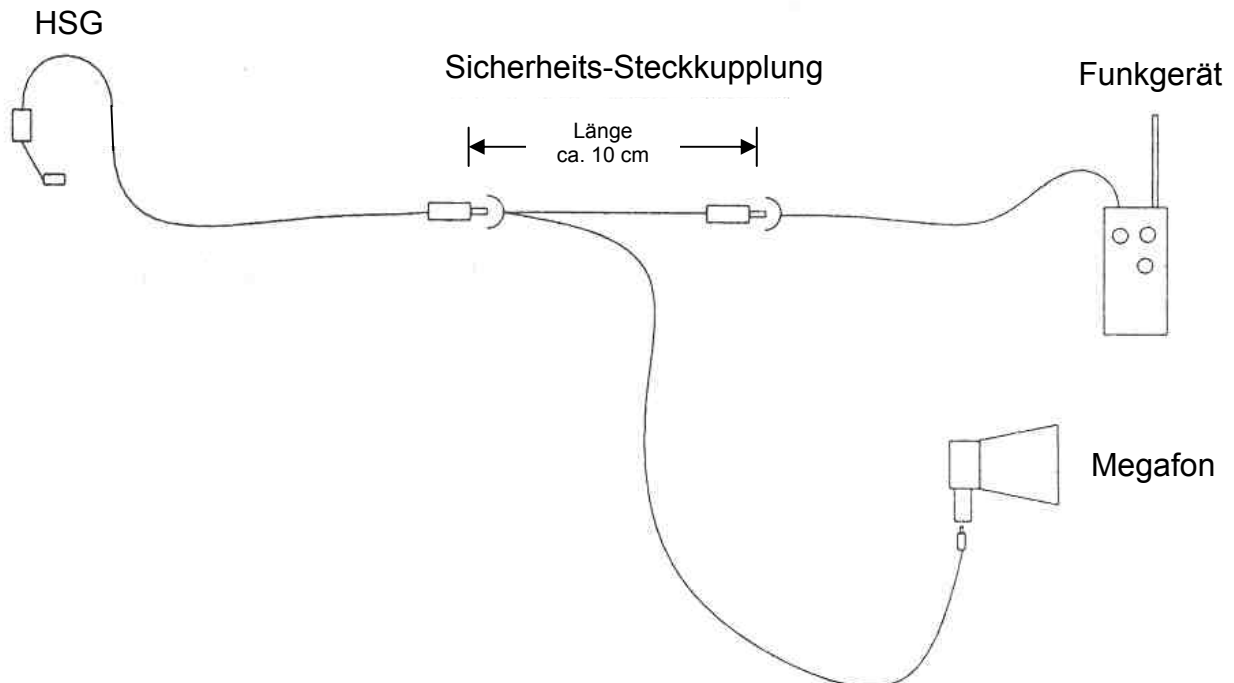 HSG
Sicherheits-Steckkupplung
Funkgerät
Länge
ca. 10 cm
Megafon